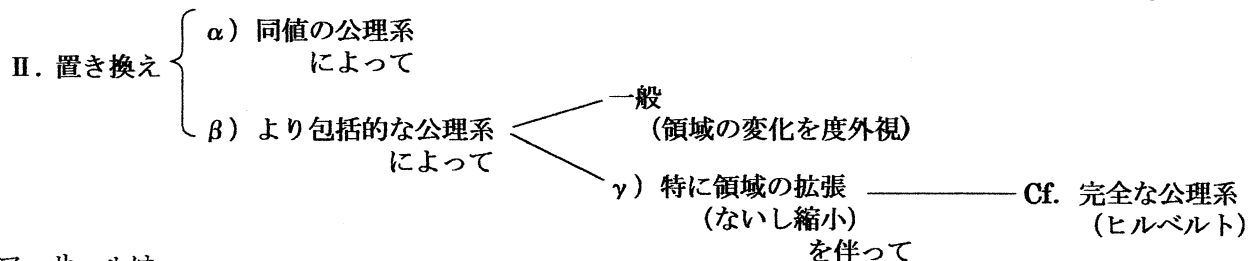 α) 同値の公理系
によって
II. 置き換え
β) より包括的な公理系
によって
一般
(領域の変化を度外視)
γ) 特に領域の拡張
(ないし縮小)
を伴って
Cf. 完全な公理系
(ヒルベルト)